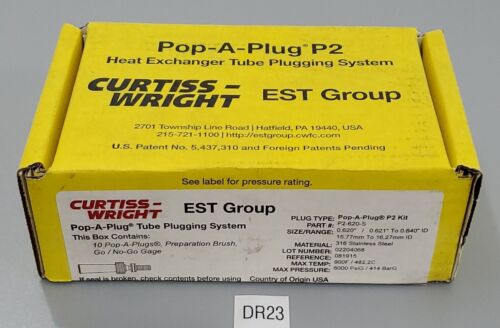 Pop-A-Plug® P2
Heat Exchanger Tube Plugging System
CURTISS-WRIGHT EST Group
2701 Township Line Road | Hatfield, PA 19440, USA
215-721-1100 | http://estgroup.cwfc.com
U.S. Patent No. 5,437,310 and Foreign Patents Pending
See label for pressure rating.
CURTISS-WRIGHT EST Group
Pop-A-Plug® Tube Plugging System
This Box Contains:
10 Pop-A-Plugs®, Preparation Brush,
Go / No-Go Gage
PLUG TYPE: Pop-A-Plug® P2 Kit
PART NO: P2-620-S
SIZE/RANGE: 0.620" / 0.621" To 0.640" ID
15.77mm To 16.27mm ID
MATERIAL: 316 Stainless Steel
LOT NUMBER: 02204068
REFERENCE: 081915
MAX TEMP: 900F / 482.2C
MAX PRESSURE: 6000 PsiG / 414 BarG
If seal is broken, check contents before using.
Country of Origin USA
DR23